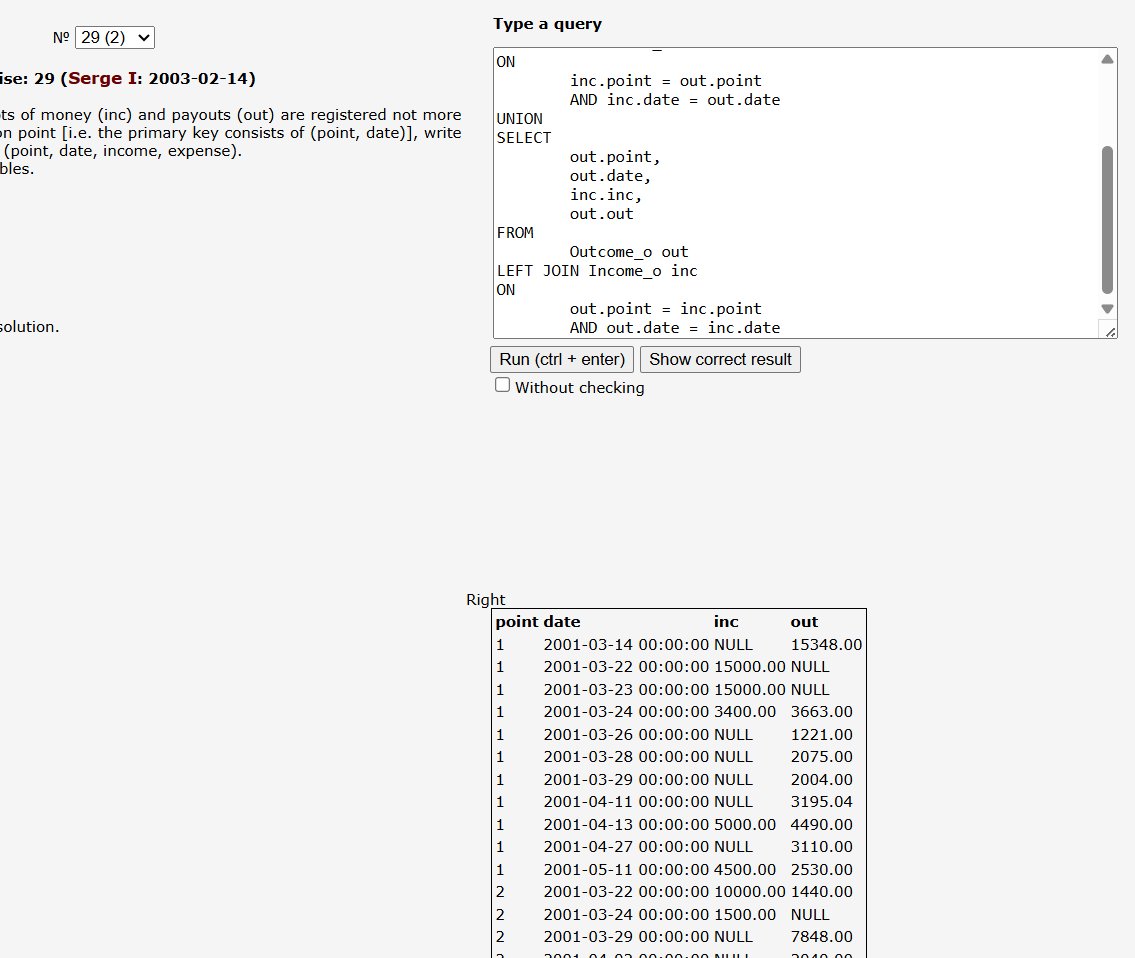 Nº 29 (2)
ise: 29 (Serge I: 2003-02-14)
ts of money (inc) and payouts (out) are registered not more
on point [i.e. the primary key consists of (point, date)], write
(point, date, income, expense).
bles.
solution.
Type a query
ON
inc.point = out.point
AND inc.date = out.date
UNION
SELECT
out.point,
out.date,
inc.inc,
out.out
FROM
Outcome_o out
LEFT JOIN Income_o inc
ON
out.point = inc.point
AND out.date = inc.date
Run (ctrl + enter) Show correct result
Without checking
Right
point date inc out
1 2001-03-14 00:00:00 NULL 15348.00
1 2001-03-22 00:00:00 15000.00 NULL
1 2001-03-23 00:00:00 15000.00 NULL
1 2001-03-24 00:00:00 3400.00 3663.00
1 2001-03-26 00:00:00 NULL 1221.00
1 2001-03-28 00:00:00 NULL 2075.00
1 2001-03-29 00:00:00 NULL 2004.00
1 2001-04-11 00:00:00 NULL 3195.04
1 2001-04-13 00:00:00 5000.00 4490.00
1 2001-04-27 00:00:00 NULL 3110.00
1 2001-05-11 00:00:00 4500.00 2530.00
2 2001-03-22 00:00:00 10000.00 1440.00
2 2001-03-24 00:00:00 1500.00 NULL
2 2001-03-29 00:00:00 NULL 7848.00